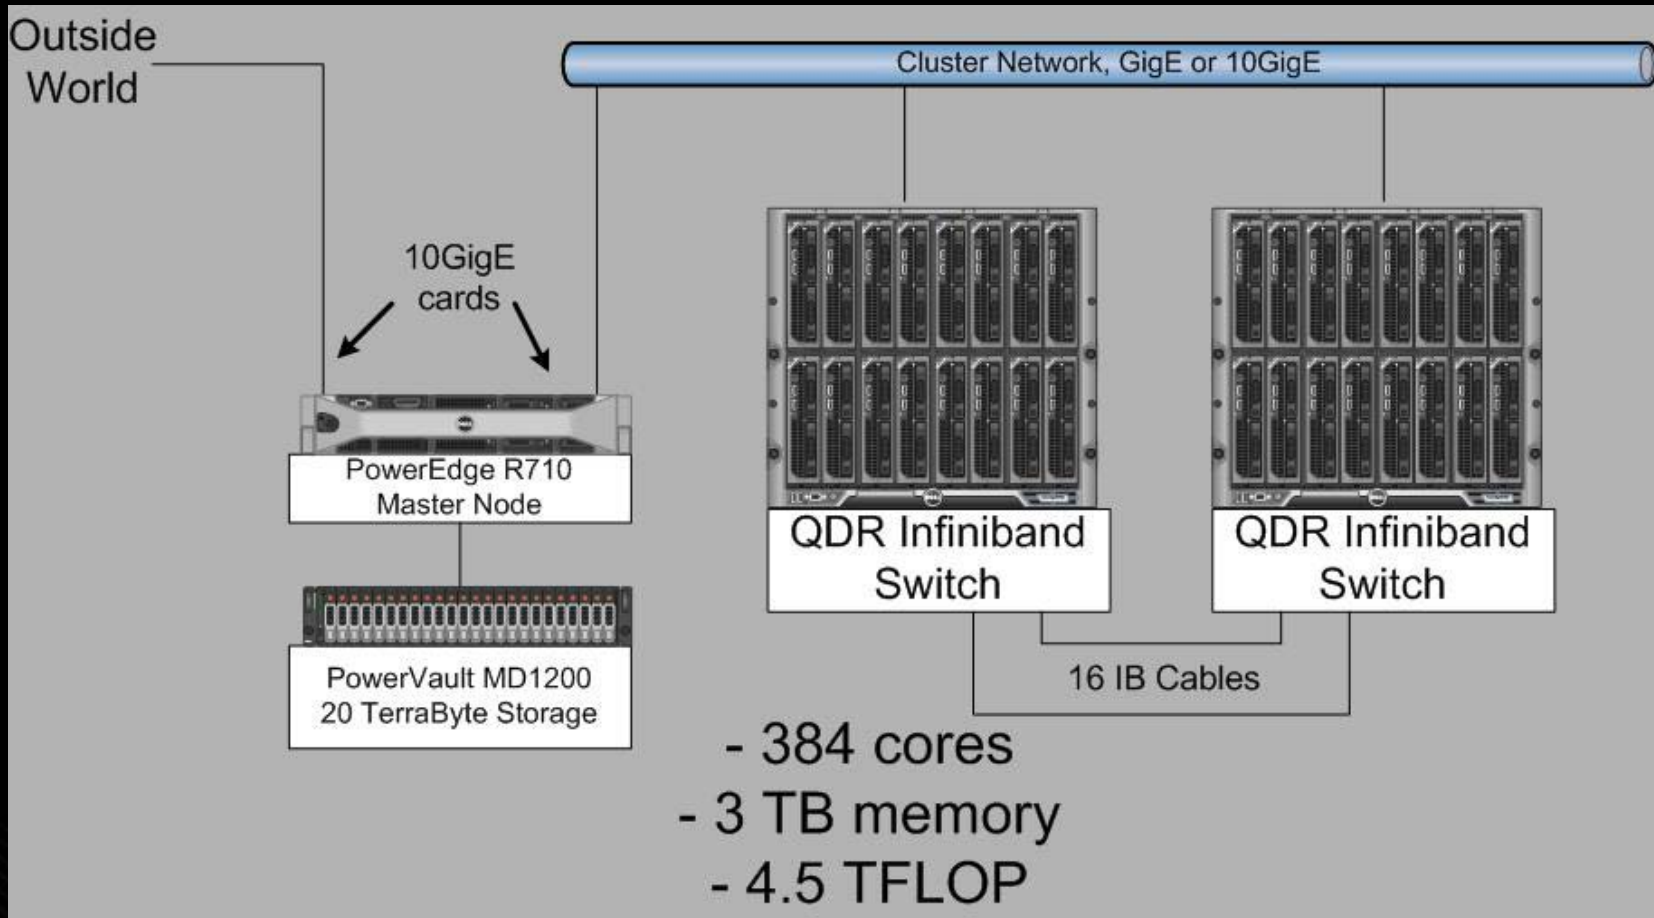 Outside
World
Cluster Network, GigE or 10GigE
10GigE
cards
PowerEdge R710
Master Node
PowerVault MD1200
20 TerraByte Storage
QDR Infiniband
Switch
QDR Infiniband
Switch
16 IB Cables
- 384 cores
- 3 TB memory
- 4.5 TFLOP